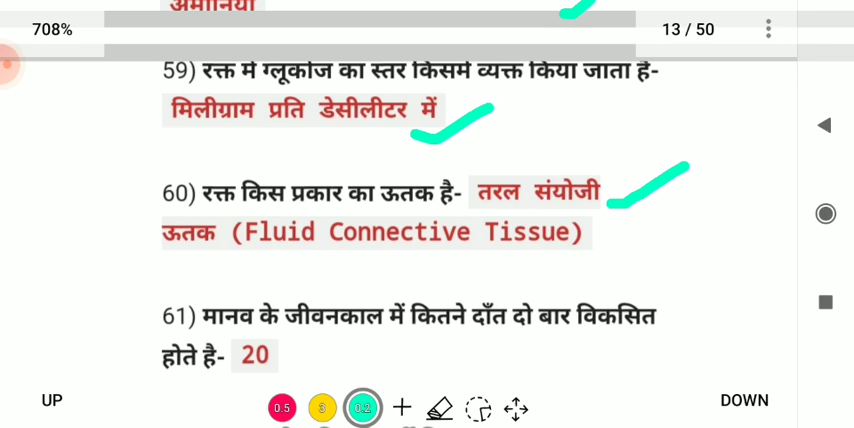 अमोनिया
708%
13 / 50
59) रक्त में ग्लूकोज का स्तर किसमें व्यक्त किया जाता है-
मिलीग्राम प्रति डेसीलीटर में
60) रक्त किस प्रकार का ऊतक है- तरल संयोजी
ऊतक (Fluid Connective Tissue)
61) मानव के जीवनकाल में कितने दाँत दो बार विकसित
होते है- 20
UP
0.5 3 0.2
DOWN